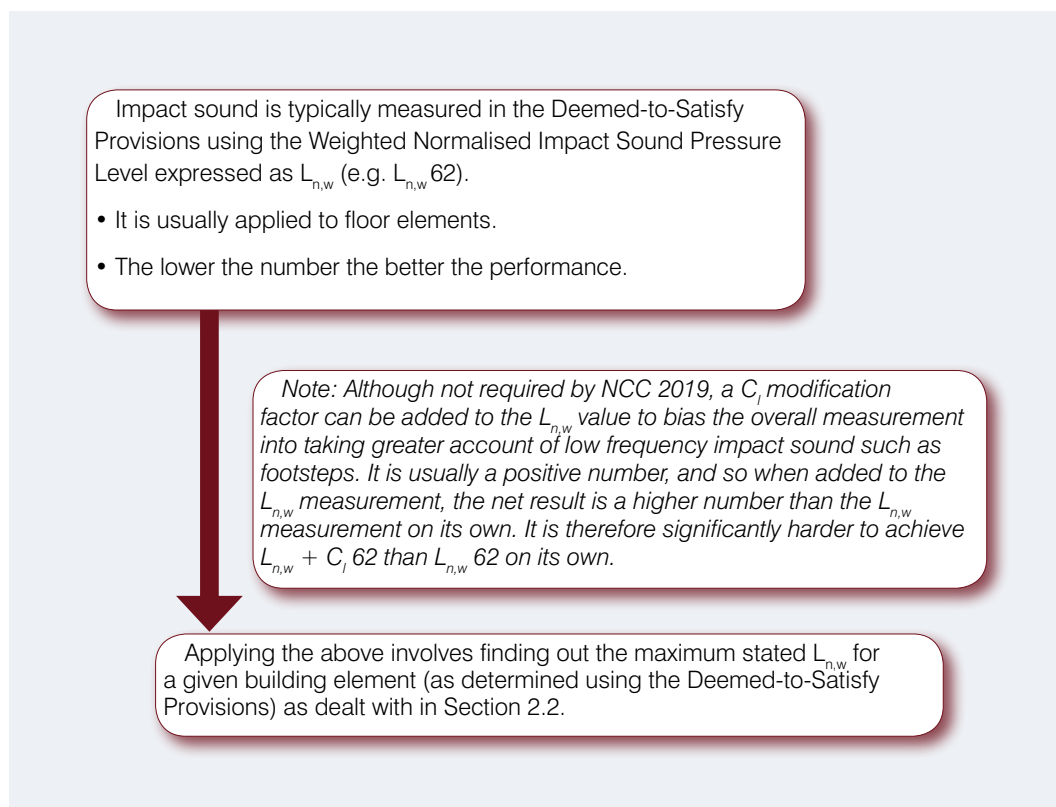 Impact sound is typically measured in the Deemed-to-Satisfy
Provisions using the Weighted Normalised Impact Sound Pressure
Level expressed as Ln,w (e.g. Ln,w 62).
• It is usually applied to floor elements.
• The lower the number the better the performance.
Note: Although not required by NCC 2019, a CI modification
factor can be added to the Ln,w value to bias the overall measurement
into taking greater account of low frequency impact sound such as
footsteps. It is usually a positive number, and so when added to the
Ln,w measurement, the net result is a higher number than the Ln,w
measurement on its own. It is therefore significantly harder to achieve
Ln,w + CI 62 than Ln,w 62 on its own.
Applying the above involves finding out the maximum stated Ln,w for
a given building element (as determined using the Deemed-to-Satisfy
Provisions) as dealt with in Section 2.2.